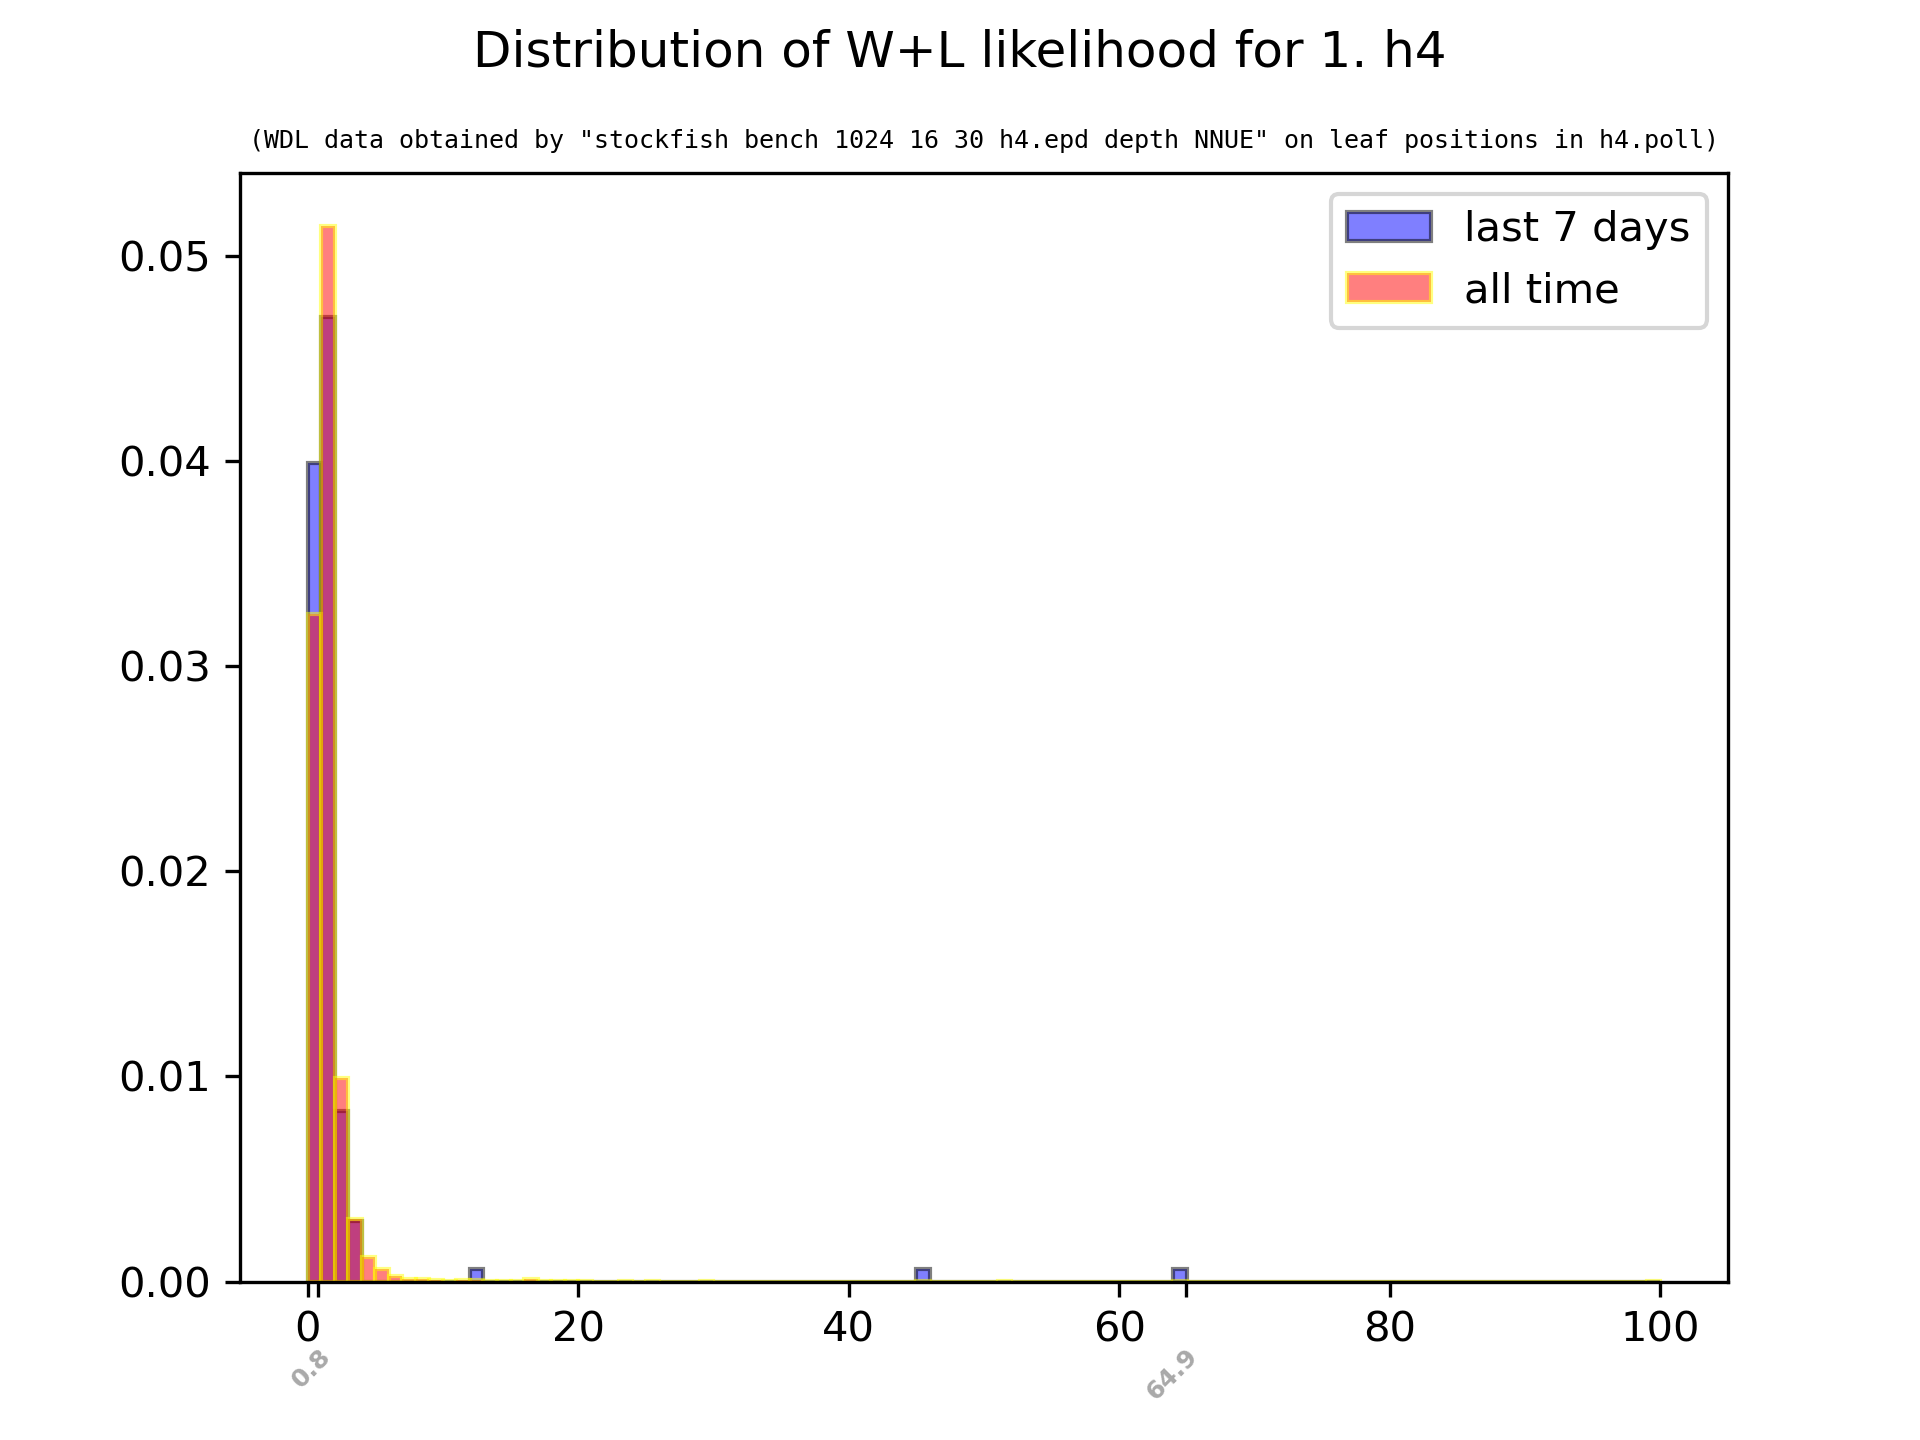 Distribution of W+L likelihood for 1. h4
(WDL data obtained by "stockfish bench 1024 16 30 h4.epd depth NNUE" on leaf positions in h4.poll)
last 7 days
all time
0.05
0.04
0.03
0.02
0.01
0.00
0 20 40 60 80 100
0.8 64.9